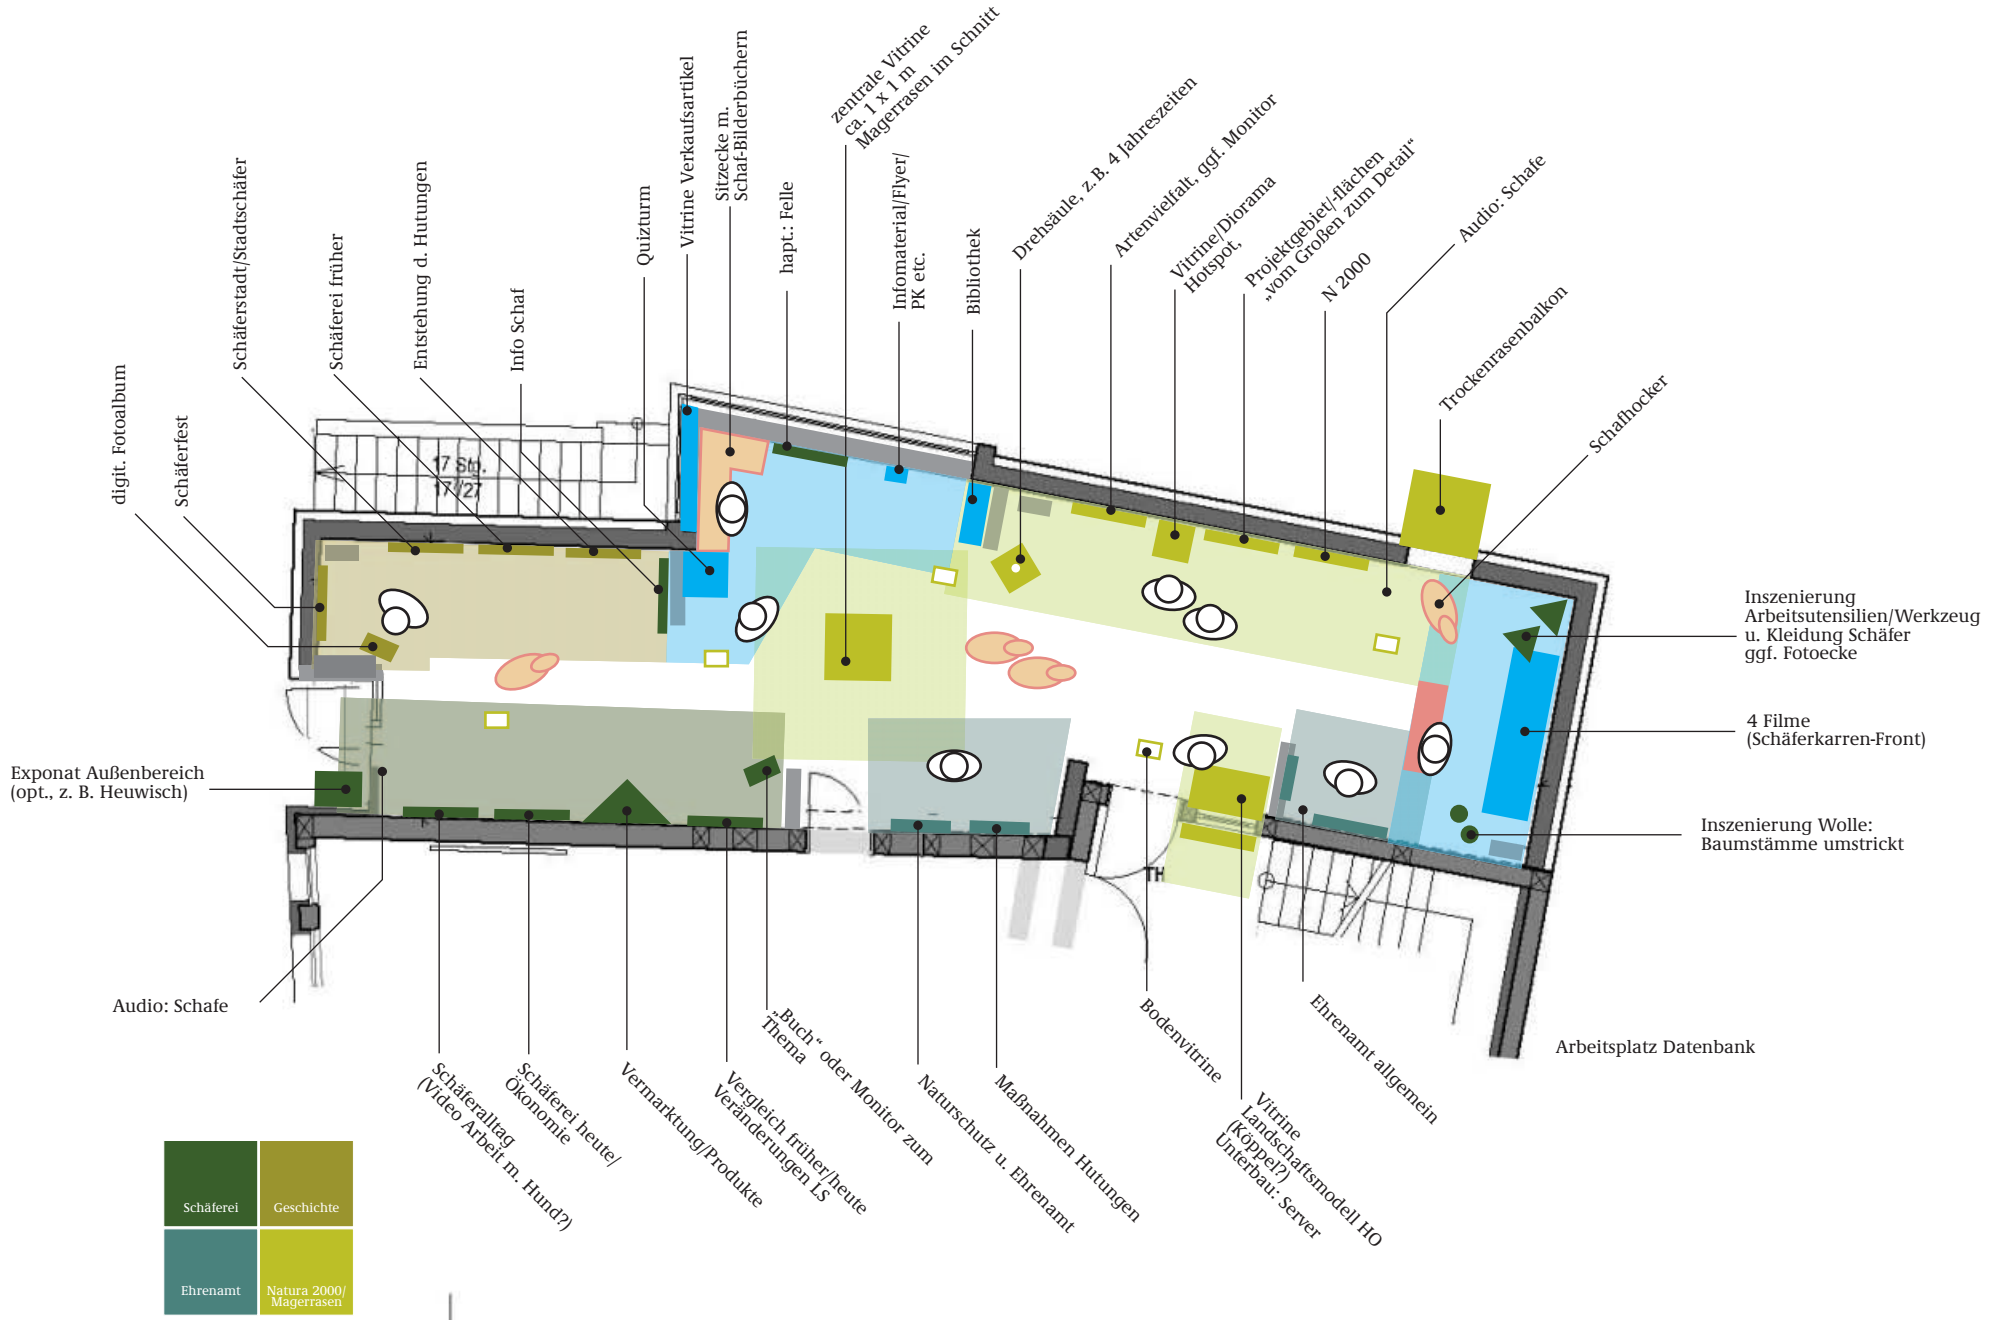 digit. Fotoalbum
Schäferfest
Schäferstadt/Stadtschäfer
Schäferei früher
Entstehung d. Hutungen
Info Schaf
Quizturm
Vitrine Verkaufsartikel
Sitzecke m.
Schaf-Bilderbüchern
hapt.: Felle
zentrale Vitrine
ca. 1 x 1 m
Magerrasen im Schnitt
Infomaterial/Flyer/
PK etc.
Bibliothek
Drehsäule, z. B. 4 Jahreszeiten
Artenvielfalt, ggf. Monitor
Vitrine/Diorama
Hotspot,
Projektgebiet/-flächen
„vom Großen zum Detail“
N 2000
Audio: Schafe
Trockenrasenbalkon
Schafhocker
17 Stg.
17/27
Inszenierung
Arbeitsutensilien/Werkzeug
u. Kleidung Schäfer
ggf. Fotoecke
4 Filme
(Schäferkarren-Front)
Inszenierung Wolle:
Baumstämme umstrickt
Arbeitsplatz Datenbank
Exponat Außenbereich
(opt., z. B. Heuwisch)
Audio: Schafe
TH
Schäferalltag
(Video Arbeit m. Hund?)
Schäferei heute/
Ökonomie
Vermarktung/Produkte
Vergleich früher/heute
Veränderungen LS
„Buch“ oder Monitor zum
Thema
Naturschutz u. Ehrenamt
Maßnahmen Hutungen
Bodenvitrine
Vitrine
Landschaftsmodell HO
(Köppel?)
Unterbau: Server
Ehrenamt allgemein
Schäferei
Geschichte
Ehrenamt
Natura 2000/
Magerrasen